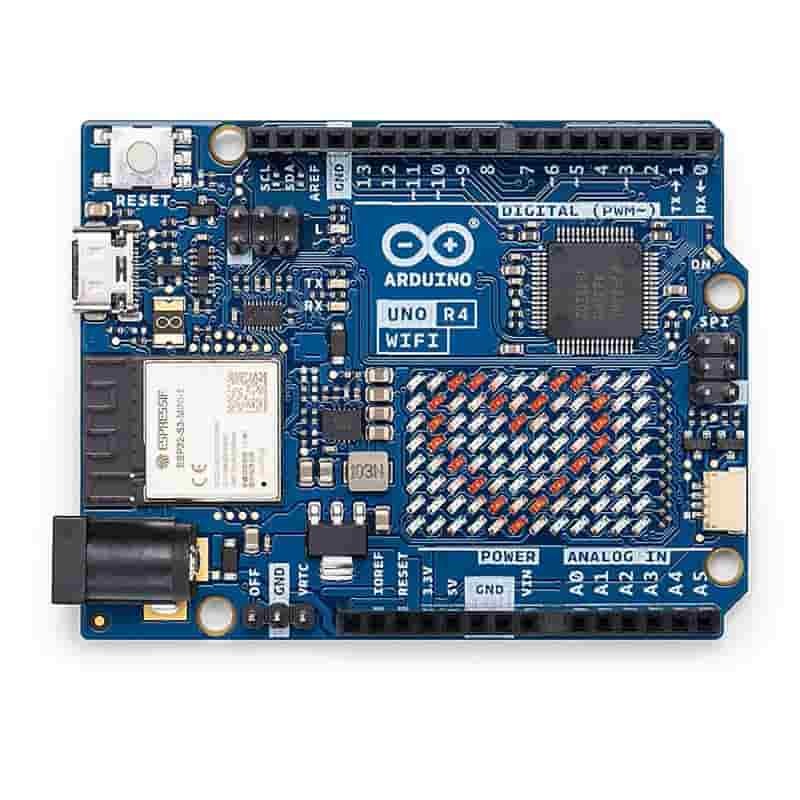 RESET
SCL
SDA
AREF
GND
13
12
~11
~10
~9
8
7
~6
~5
4
~3
2
TX→1
RX←0
DIGITAL (PWM~)
L
TX
RX
ARDUINO
®
UNO R4
WIFI
ON
SPI
ESPRESSIF
CE
103N
OFF
GND
VRTC
IOREF
RESET
3.3V
5V
GND
VIN
POWER
ANALOG IN
A0
A1
A2
A3
A4
A5